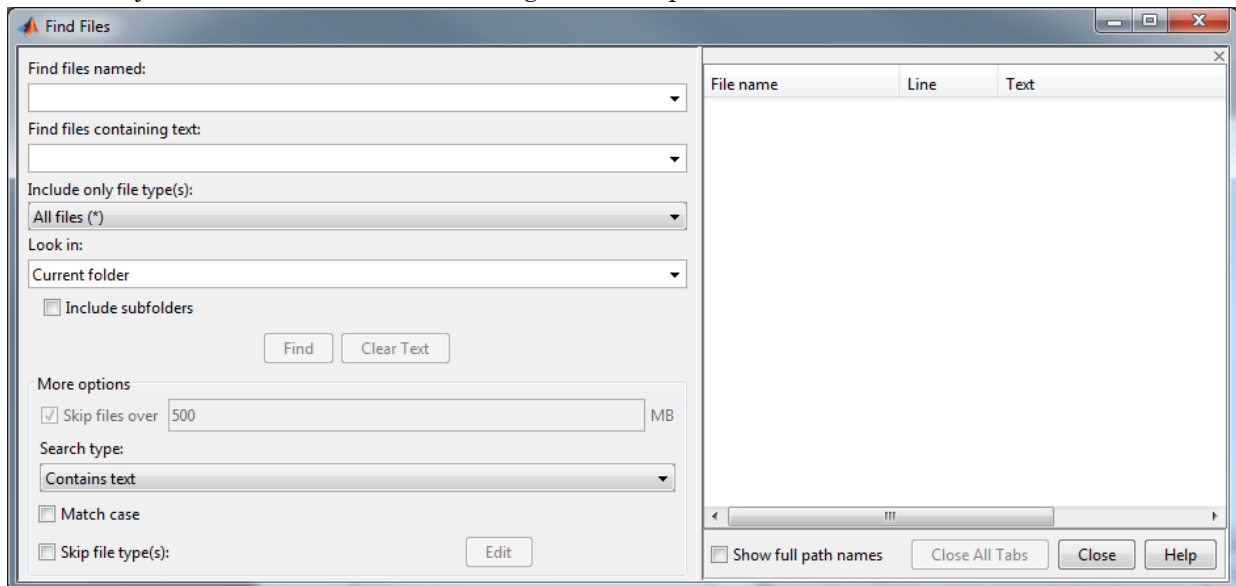 Find Files
Find files named:
Find files containing text:
Include only file type(s):
All files (*)
Look in:
Current folder
Include subfolders
Find Clear Text
More options
Skip files over 500 MB
Search type:
Contains text
Match case
Skip file type(s): Edit
File name Line Text
Show full path names Close All Tabs Close Help